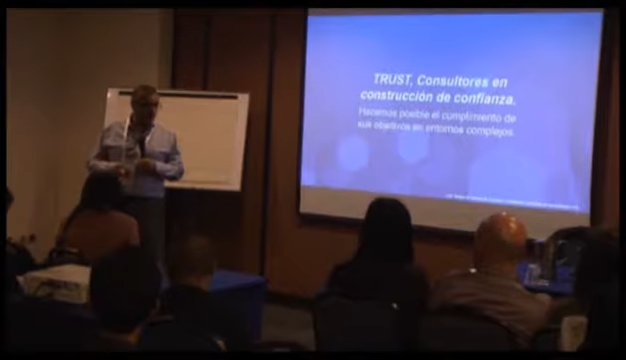 TRUST, Consultores en
construcción de confianza.
Hacemos posible el cumplimiento de
sus objetivos en entornos complejos.